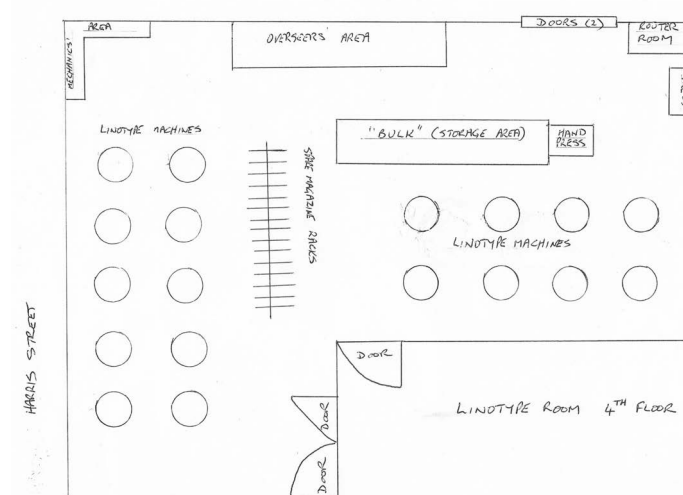 AREA
MECHANICS'
OVERSEERS' AREA
DOORS (2)
ROUTER
ROOM
LINOTYPE MACHINES
SPARE MAGAZINE RACKS
"BULK" (STORAGE AREA)
HAND
PRESS
LINOTYPE MACHINES
HARRIS STREET
DOOR
DOOR
DOOR
LINOTYPE ROOM 4TH FLOOR